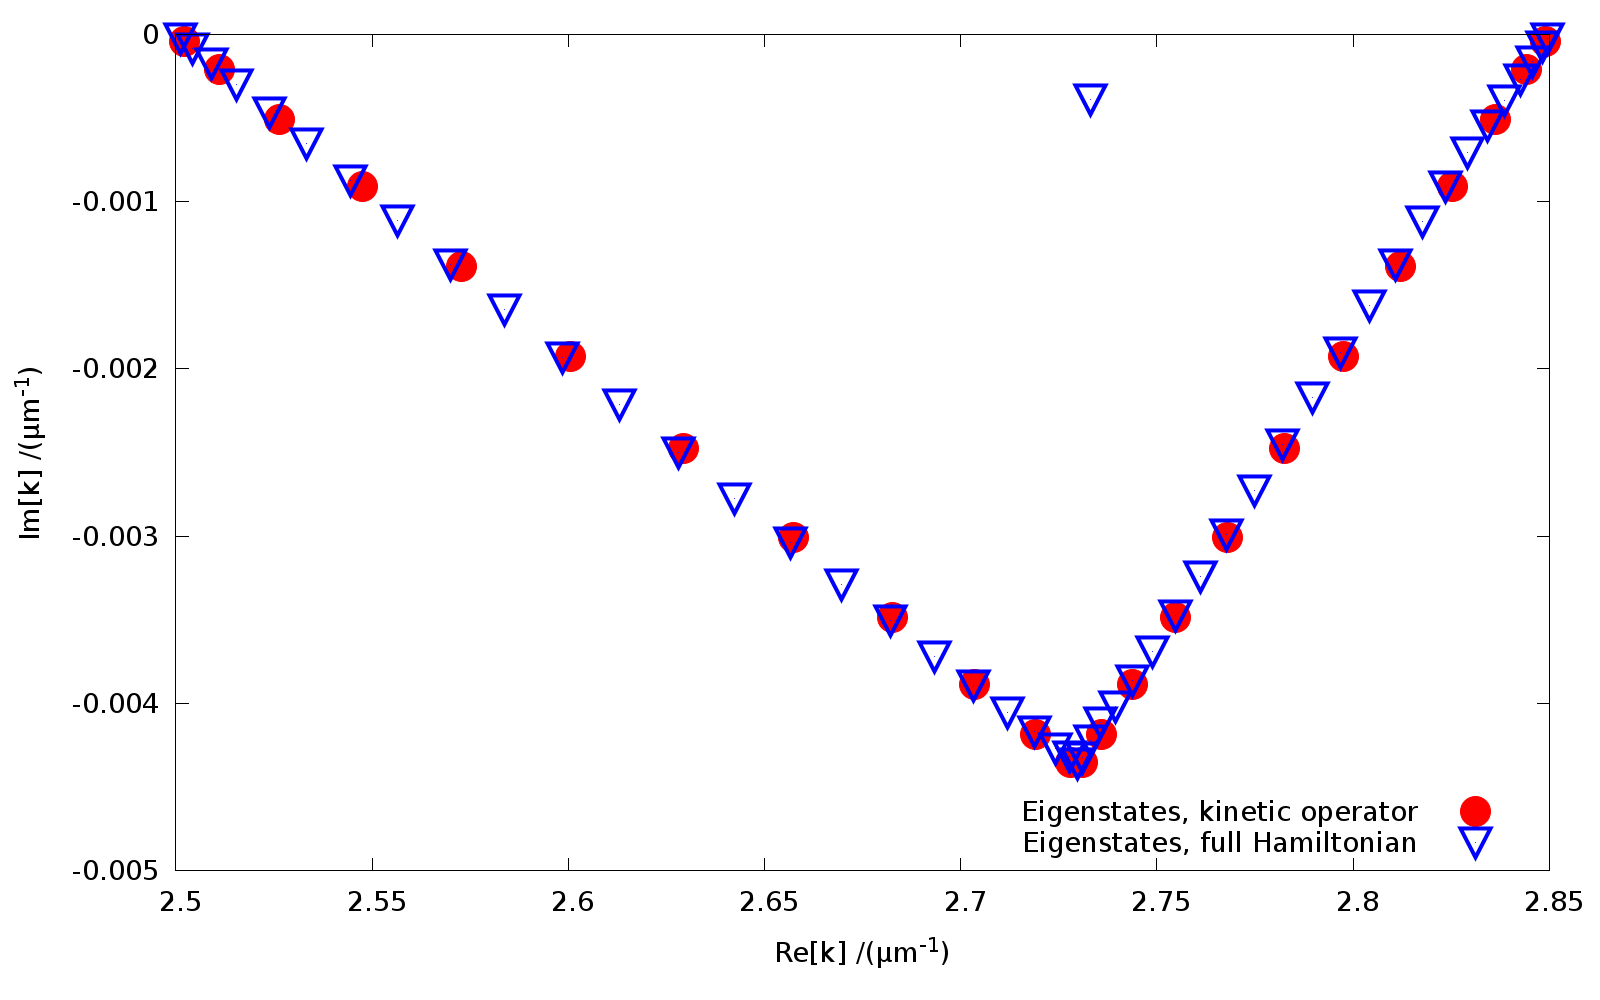 0
-0.001
-0.002
-0.003
-0.004
-0.005
Im[k] /(µm⁻¹)
2.5 2.55 2.6 2.65 2.7 2.75 2.8 2.85
Re[k] /(µm⁻¹)
Eigenstates, kinetic operator
Eigenstates, full Hamiltonian